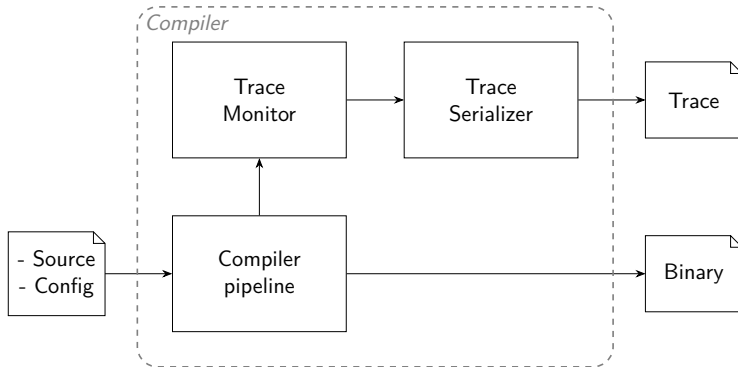 Compiler
Trace
Monitor
Trace
Serializer
Trace
- Source
- Config
Compiler
pipeline
Binary